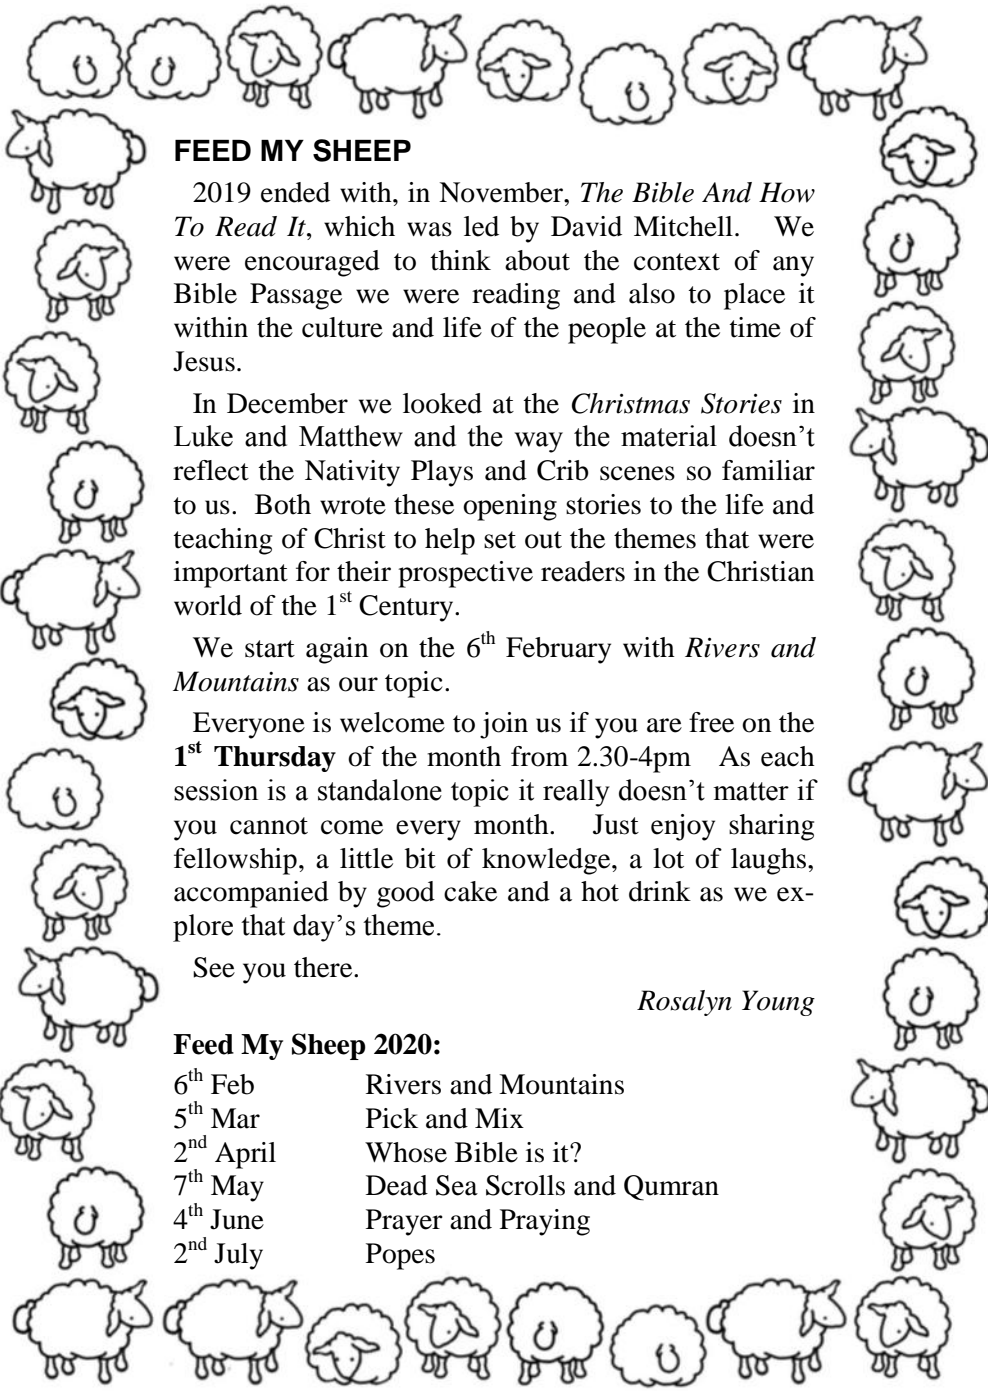 FEED MY SHEEP
2019 ended with, in November, The Bible And How
To Read It, which was led by David Mitchell. We
were encouraged to think about the context of any
Bible Passage we were reading and also to place it
within the culture and life of the people at the time of
Jesus.
In December we looked at the Christmas Stories in
Luke and Matthew and the way the material doesn’t
reflect the Nativity Plays and Crib scenes so familiar
to us. Both wrote these opening stories to the life and
teaching of Christ to help set out the themes that were
important for their prospective readers in the Christian
world of the 1st Century.
We start again on the 6th February with Rivers and
Mountains as our topic.
Everyone is welcome to join us if you are free on the
1st Thursday of the month from 2.30-4pm As each
session is a standalone topic it really doesn’t matter if
you cannot come every month. Just enjoy sharing
fellowship, a little bit of knowledge, a lot of laughs,
accompanied by good cake and a hot drink as we ex-
plore that day’s theme.
See you there.
Rosalyn Young
Feed My Sheep 2020:
6th Feb Rivers and Mountains
5th Mar Pick and Mix
2nd April Whose Bible is it?
7th May Dead Sea Scrolls and Qumran
4th June Prayer and Praying
2nd July Popes